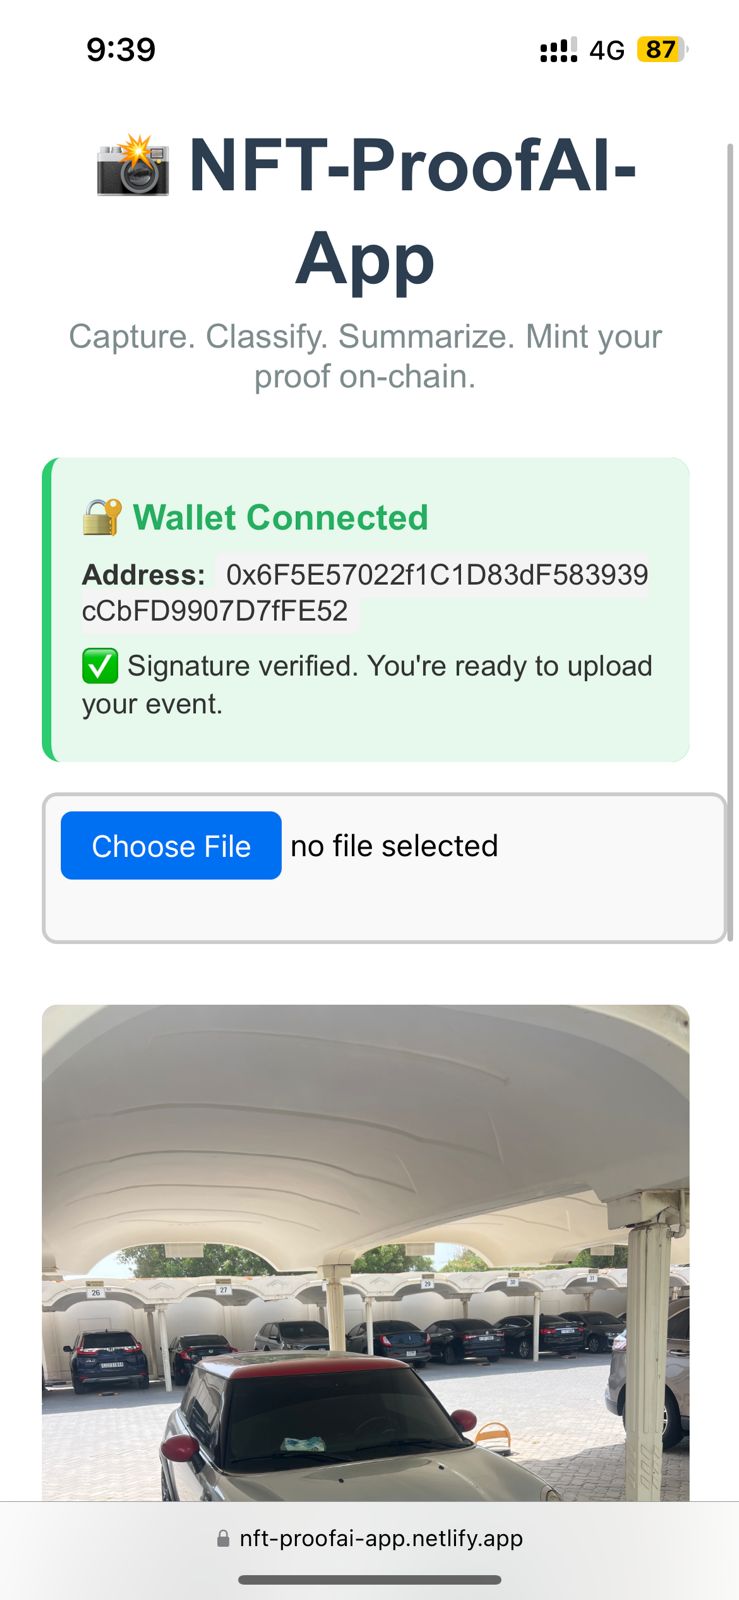 9:39
4G
87
📸 NFT-ProofAI-
App
Capture. Classify. Summarize. Mint your
proof on-chain.
🔐 Wallet Connected
Address: 0x6F5E57022f1C1D83dF583939
cCbFD9907D7fFE52
✅ Signature verified. You're ready to upload
your event.
Choose File no file selected
26
27
29
30
31
nft-proofai-app.netlify.app